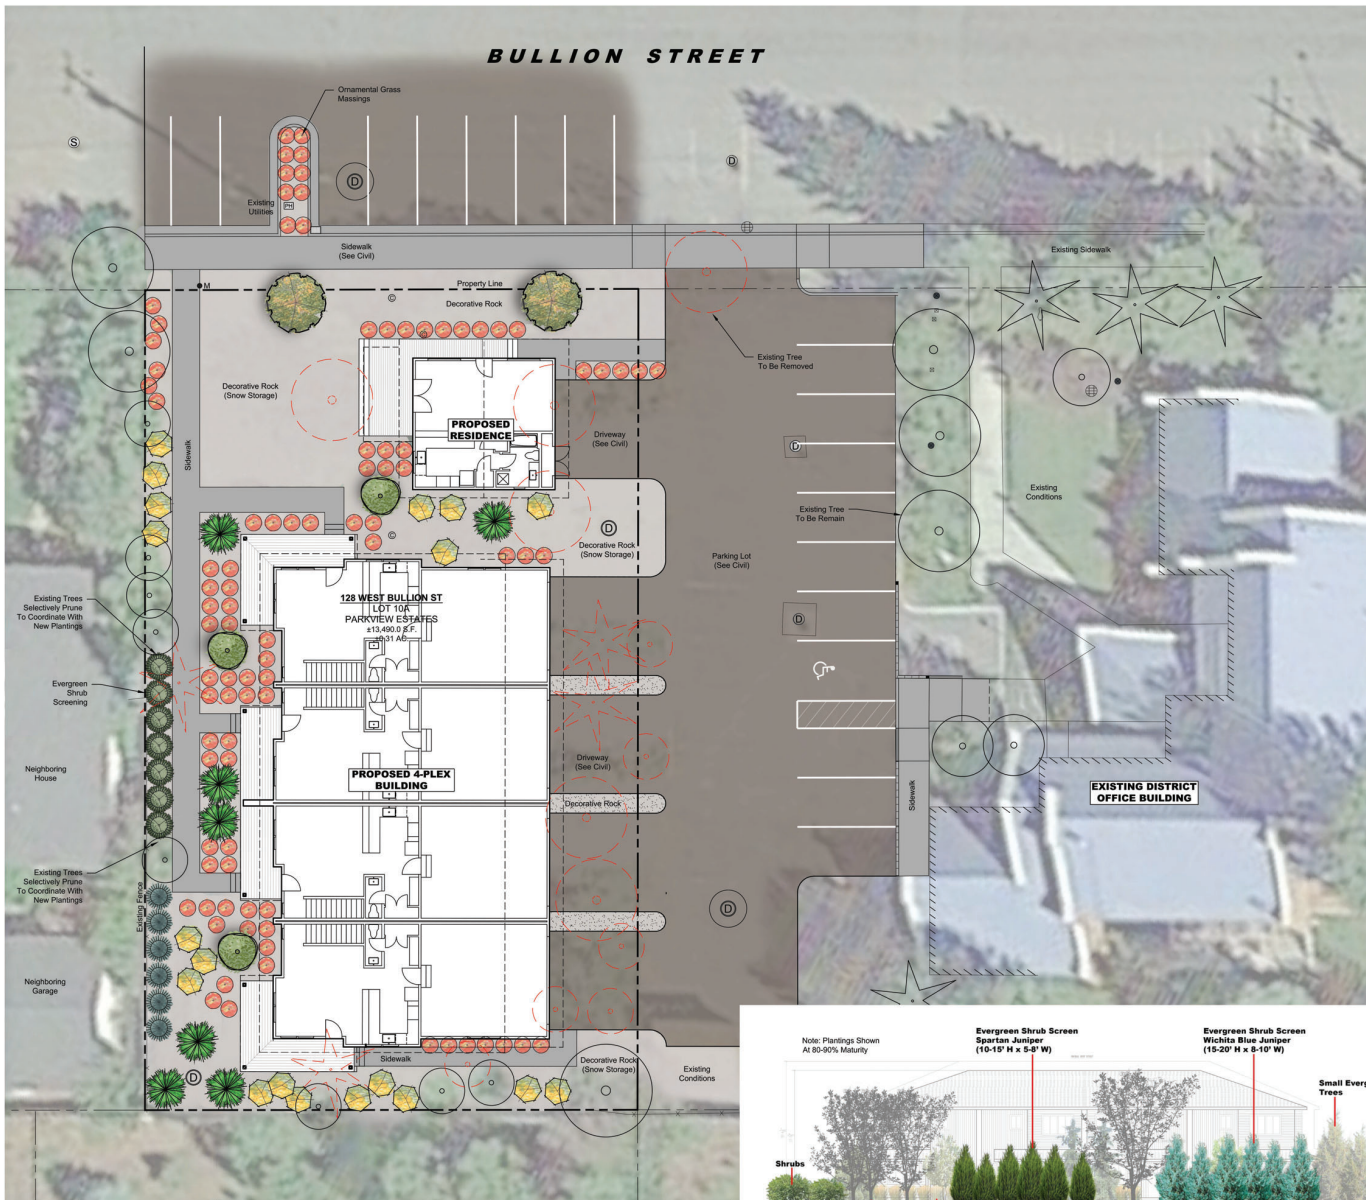 BULLION STREET
Ornamental Grass
Massings
S
D
D
Existing
Utilities
PH
Sidewalk
(See Civil)
Existing Sidewalk
M
C
Property Line
Decorative Rock
Existing Tree
To Be Removed
Decorative Rock
(Snow Storage)
PROPOSED
RESIDENCE
Driveway
(See Civil)
D
Sidewalk
Existing
Conditions
Existing Tree
To Be Remain
D
C
Decorative Rock
(Snow Storage)
Parking Lot
(See Civil)
128 WEST BULLION ST
LOT 10A
PARKVIEW ESTATES
±13,490.0 S.F.
±0.31 AC
D
Existing Trees
Selectively Prune
To Coordinate With
New Plantings
Evergreen
Shrub
Screening
Neighboring
House
PROPOSED 4-PLEX
BUILDING
Driveway
(See Civil)
Decorative Rock
Sidewalk
EXISTING DISTRICT
OFFICE BUILDING
Existing Trees
Selectively Prune
To Coordinate With
New Plantings
Existing Fence
D
Neighboring
Garage
D
Sidewalk
Decorative Rock
(Snow Storage)
Existing
Conditions
Note: Plantings Shown
At 80-90% Maturity
Evergreen Shrub Screen
Spartan Juniper
(10-15' H x 5-8' W)
Evergreen Shrub Screen
Wichita Blue Juniper
(15-20' H x 8-10' W)
Small Everg
Trees
Shrubs